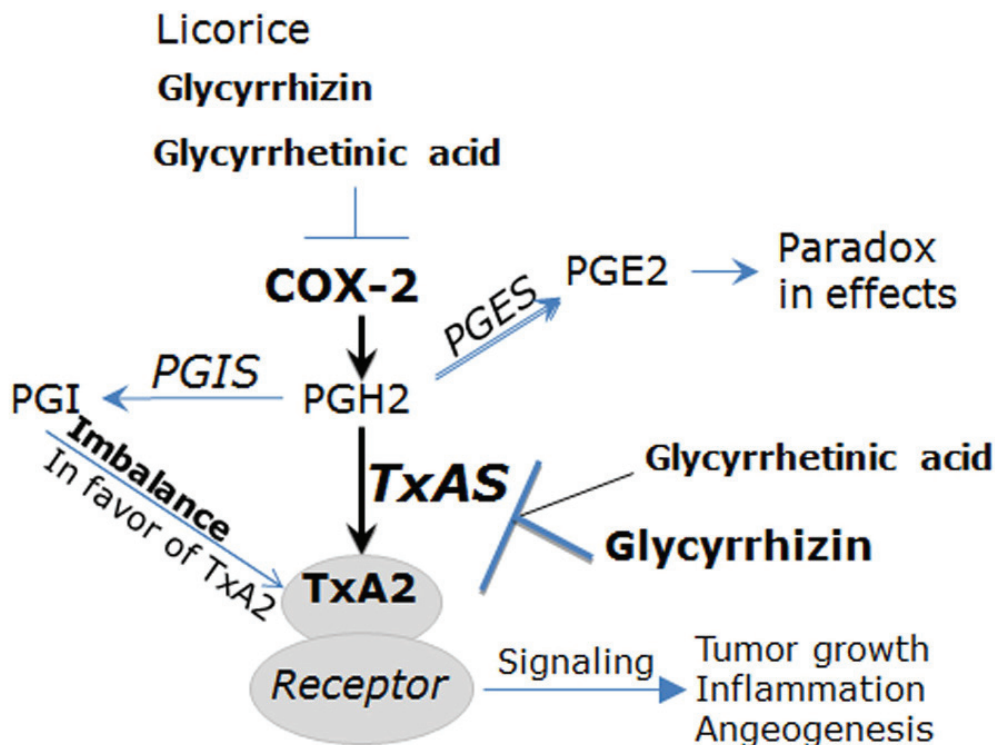 Licorice
Glycyrrhizin
Glycyrrhetinic acid
COX-2
PGES
PGE2
Paradox
in effects
PGIS
PGI
PGH2
Imbalance
In favor of TxA2
TxAS
Glycyrrhetinic acid
Glycyrrhizin
TxA2
Receptor
Signaling
Tumor growth
Inflammation
Angeogenesis